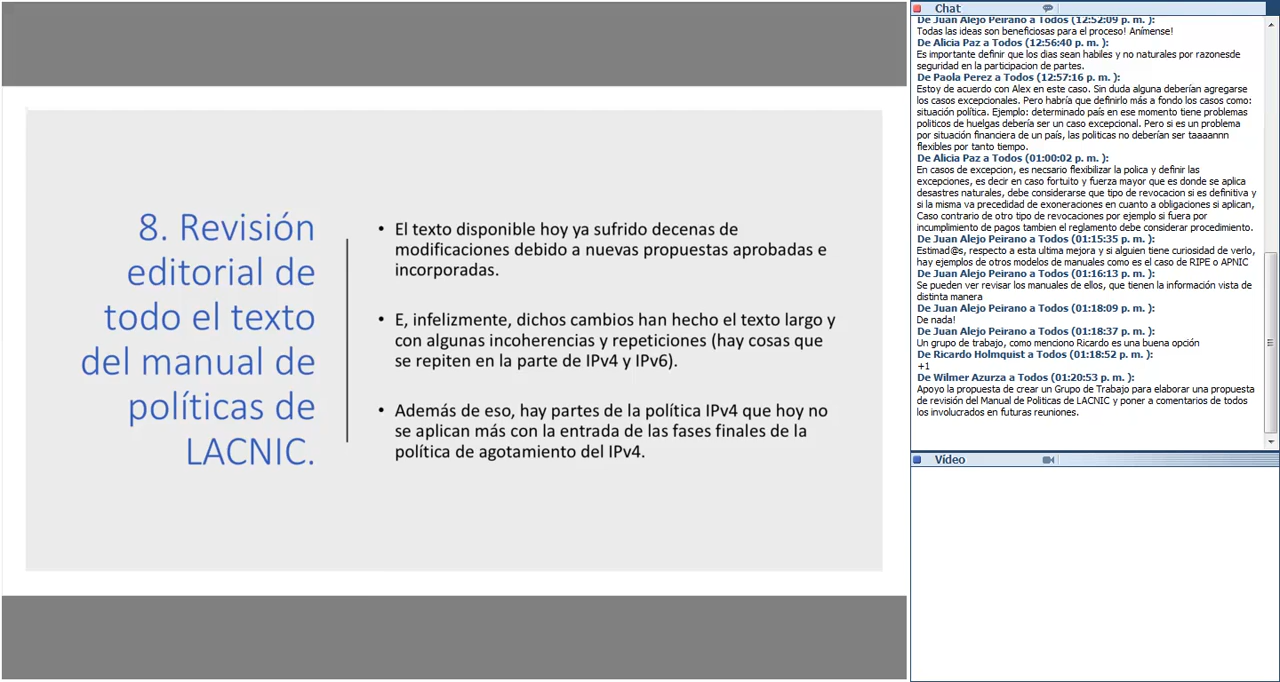 8. Revisión
editorial de
todo el texto
del manual de
políticas de
LACNIC.
• El texto disponible hoy ya sufrido decenas de
modificaciones debido a nuevas propuestas aprobadas e
incorporadas.
• E, infelizmente, dichos cambios han hecho el texto largo y
con algunas incoherencias y repeticiones (hay cosas que
se repiten en la parte de IPv4 y IPv6).
• Además de eso, hay partes de la política IPv4 que hoy no
se aplican más con la entrada de las fases finales de la
política de agotamiento del IPv4.
Chat
De Juan Alejo Peirano a Todos (12:52:09 p. m. ):
Todas las ideas son beneficiosas para el proceso! Anímense!
De Alicia Paz a Todos (12:56:40 p. m. ):
Es importante definir que los dias sean habiles y no naturales por razonesde
seguridad en la participacion de partes.
De Paola Perez a Todos (12:57:16 p. m. ):
Estoy de acuerdo con Alex en este caso. Sin duda alguna deberían agregarse
los casos excepcionales. Pero habría que definirlo más a fondo los casos como:
situación política. Ejemplo: determinado país en ese momento tiene problemas
politicos de huelgas debería ser un caso excepcional. Pero si es un problema
por situación financiera de un país, las politicas no deberían ser taaaannn
flexibles por tanto tiempo.
De Alicia Paz a Todos (01:00:02 p. m. ):
En casos de excepcion, es necsario flexibilizar la polica y definir las
excepciones, es decir en caso fortuito y fuerza mayor que es donde se aplica
desastres naturales, debe considerarse que tipo de revocacion si es definitiva y
si la misma va precedidad de exoneraciones en cuanto a obligaciones si aplican,
Caso contrario de otro tipo de revocaciones por ejemplo si fuera por
incumplimiento de pagos tambien el reglamento debe considerar procedimiento.
De Juan Alejo Peirano a Todos (01:15:35 p. m. ):
Estimad@s, respecto a esta ultima mejora y si alguien tiene curiosidad de verlo,
hay ejemplos de otros modelos de manuales como es el caso de RIPE o APNIC
De Juan Alejo Peirano a Todos (01:16:13 p. m. ):
Se pueden ver revisar los manuales de ellos, que tienen la información vista de
distinta manera
De Juan Alejo Peirano a Todos (01:18:09 p. m. ):
De nada!
De Juan Alejo Peirano a Todos (01:18:37 p. m. ):
Un grupo de trabajo, como menciono Ricardo es una buena opción
De Ricardo Holmquist a Todos (01:18:52 p. m. ):
+1
De Wilmer Azurza a Todos (01:20:53 p. m. ):
Apoyo la propuesta de crear un Grupo de Trabajo para elaborar una propuesta
de revisión del Manual de Politicas de LACNIC y poner a comentarios de todos
los involucrados en futuras reuniones.
Vídeo